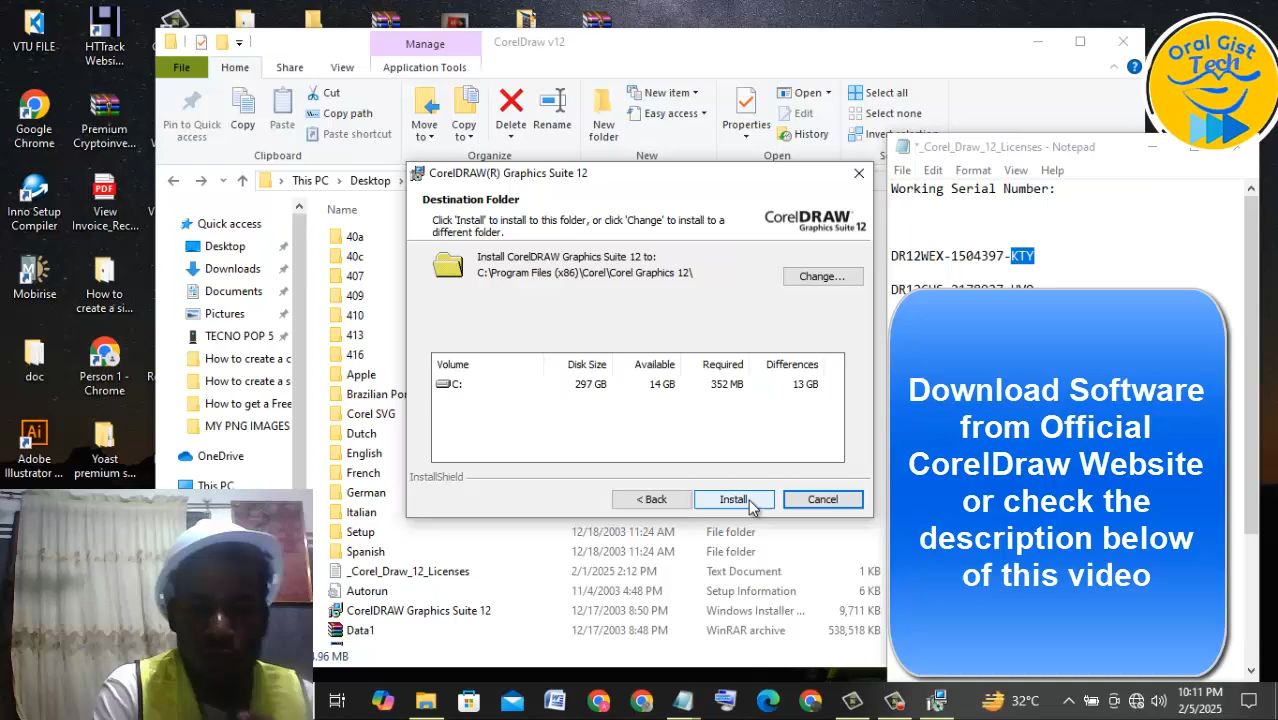 VTU FILE
HTTrack
Websi...
Google
Chrome
Premium
Cryptoinve...
Inno Setup
Compiler
View
Invoice_Rec...
Mobirise
How to
create a si...
doc
Person 1 -
Chrome
Adobe
Illustrator ...
Yoast
premium s...
Manage
CorelDraw v12
File
Home
Share
View
Application Tools
Pin to Quick
access
Copy
Paste
Cut
Copy path
Paste shortcut
Clipboard
Move
to
Copy
to
Delete
Rename
Organize
New
folder
New item
Easy access
New
Properties
Open
Edit
History
Open
Select all
Select none
Invert selection
This PC
Desktop
Quick access
Desktop
Downloads
Documents
Pictures
TECNO POP 5
How to create a c
How to create a s
How to get a Free
MY PNG IMAGES
OneDrive
This PC
Name
40a
40c
407
409
410
413
416
Apple
Brazilian Por
Corel SVG
Dutch
English
French
German
Italian
Setup
12/18/2003 11:24 AM
File folder
Spanish
12/18/2003 11:24 AM
File folder
_Corel_Draw_12_Licenses
2/1/2025 2:12 PM
Text Document
1 KB
Autorun
11/4/2003 4:48 PM
Setup Information
6 KB
CorelDRAW Graphics Suite 12
12/17/2003 8:50 PM
Windows Installer ...
9,711 KB
Data1
12/17/2003 8:48 PM
WinRAR archive
538,518 KB
4.96 MB
CorelDRAW(R) Graphics Suite 12
Destination Folder
Click 'Install' to install to this folder, or click 'Change' to install to a
different folder.
CorelDRAW
Graphics Suite 12
Install CorelDRAW Graphics Suite 12 to:
C:\Program Files (x86)\Corel\Corel Graphics 12\
Change...
Volume
Disk Size
Available
Required
Differences
C:
297 GB
14 GB
352 MB
13 GB
InstallShield
< Back
Install
Cancel
*_Corel_Draw_12_Licenses - Notepad
File
Edit
Format
View
Help
Working Serial Number:
DR12WEX-1504397-KTY
Oral Gist
Tech
Download Software
from Official
CorelDraw Website
or check the
description below
of this video
32°C
10:11 PM
2/5/2025